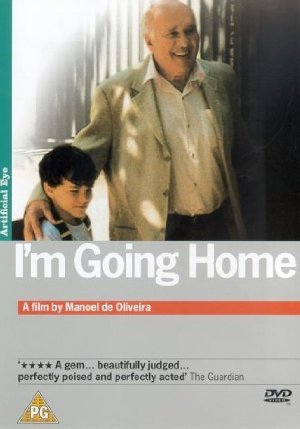 Artificial Eye
I'm Going Home
A film by Manoel de Oliveira
'★★★★ A gem... beautifully judged...
perfectly poised and perfectly acted' The Guardian
PG
DVD
VIDEO